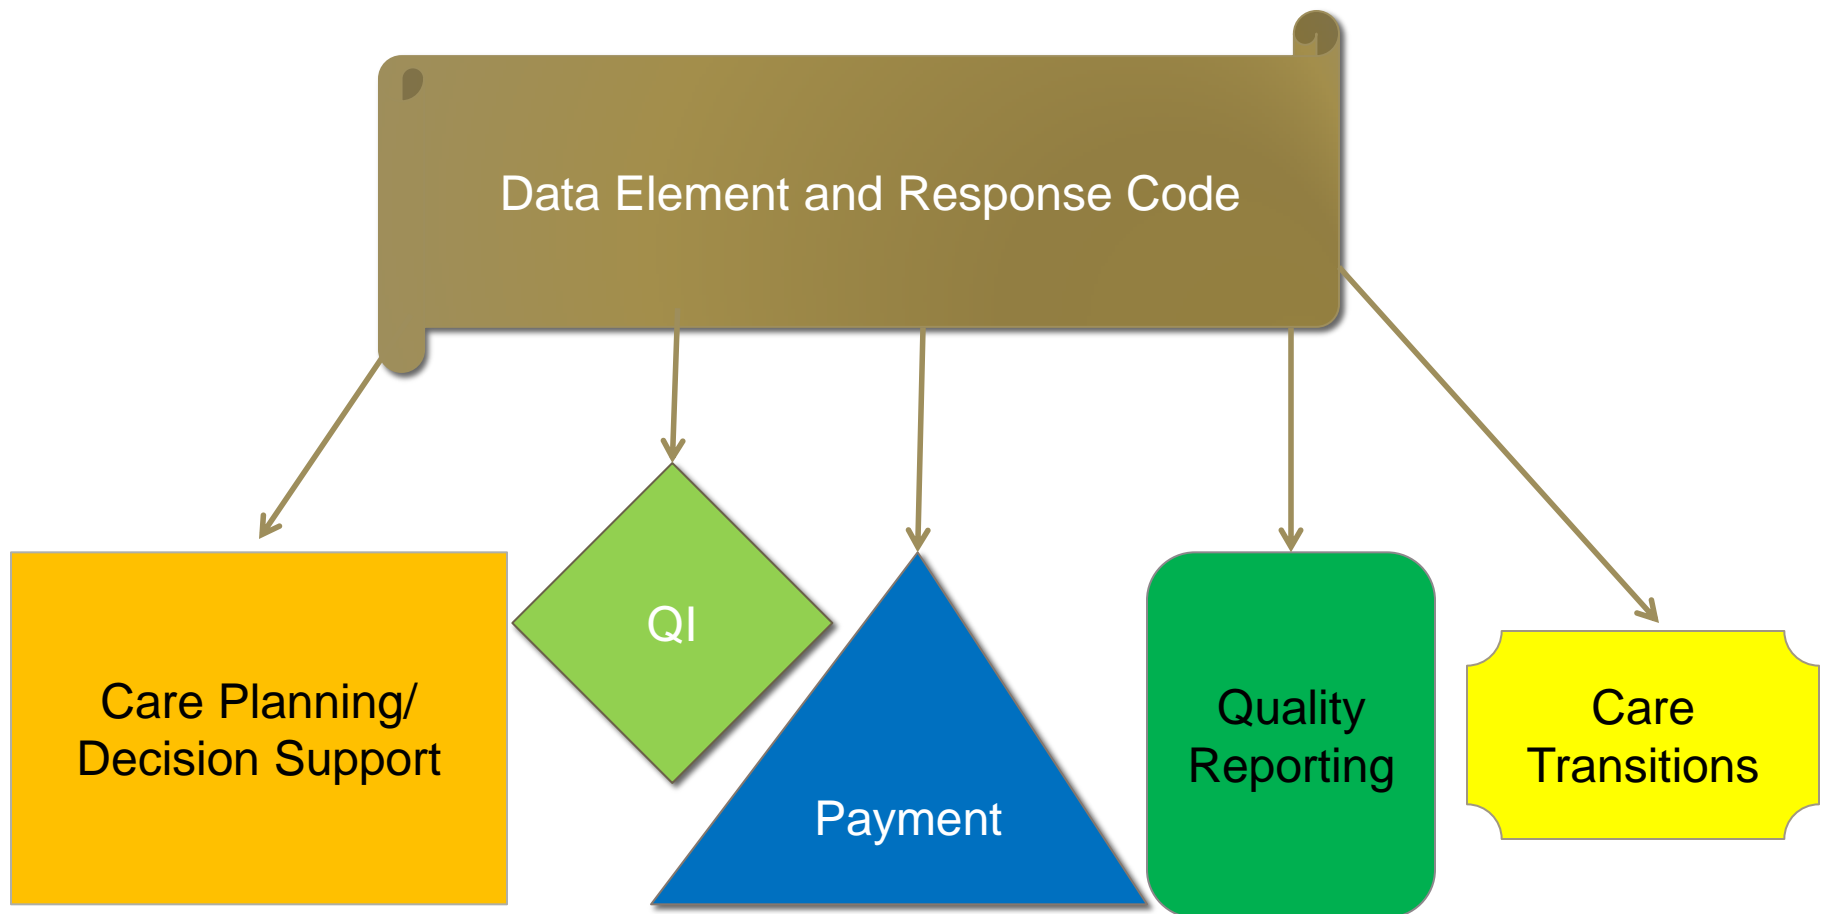 Data Element and Response Code
QI
Care Planning/
Decision Support
Payment
Quality
Reporting
Care
Transitions